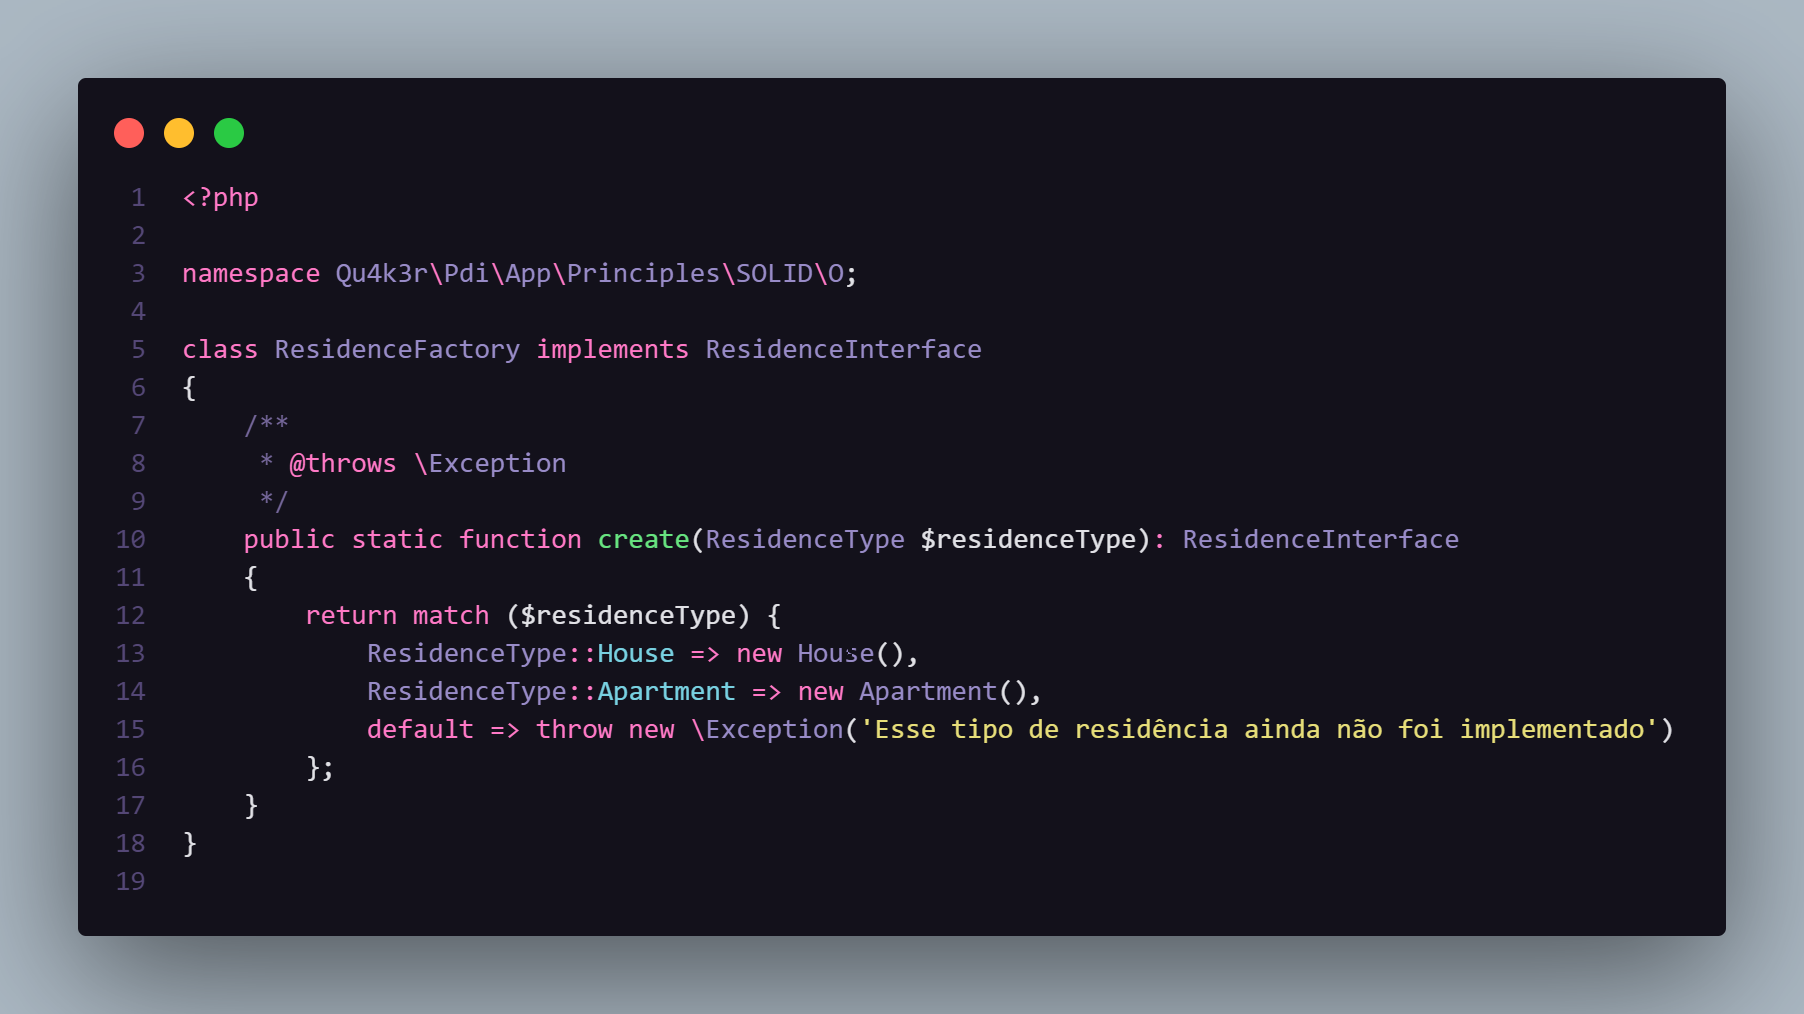 1 <?php
2
3 namespace Qu4k3r\Pdi\App\Principles\SOLID\O;
4
5 class ResidenceFactory implements ResidenceInterface
6 {
7     /**
8      * @throws \Exception
9      */
10     public static function create(ResidenceType $residenceType): ResidenceInterface
11     {
12         return match ($residenceType) {
13             ResidenceType::House => new House(),
14             ResidenceType::Apartment => new Apartment(),
15             default => throw new \Exception('Esse tipo de residência ainda não foi implementado')
16         };
17     }
18 }
19